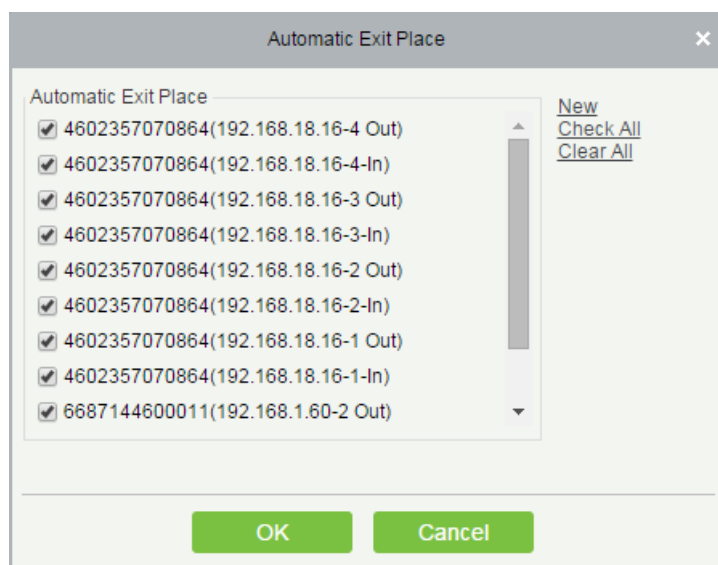 Automatic Exit Place
Automatic Exit Place
4602357070864(192.168.18.16-4 Out)
4602357070864(192.168.18.16-4-In)
4602357070864(192.168.18.16-3 Out)
4602357070864(192.168.18.16-3-In)
4602357070864(192.168.18.16-2 Out)
4602357070864(192.168.18.16-2-In)
4602357070864(192.168.18.16-1 Out)
4602357070864(192.168.18.16-1-In)
6687144600011(192.168.1.60-2 Out)
New
Check All
Clear All
OK
Cancel